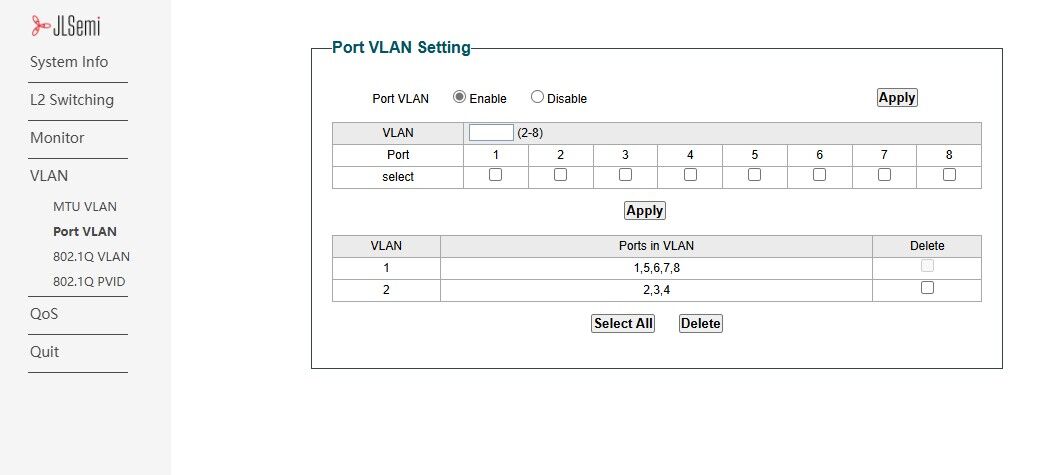 JLSemi
System Info
L2 Switching
Monitor
VLAN
MTU VLAN
Port VLAN
802.1Q VLAN
802.1Q PVID
QoS
Quit
Port VLAN Setting
Port VLAN Enable Disable Apply
VLAN (2-8)
Port 1 2 3 4 5 6 7 8
select
Apply
VLAN Ports in VLAN Delete
1 1,5,6,7,8
2 2,3,4
Select All Delete